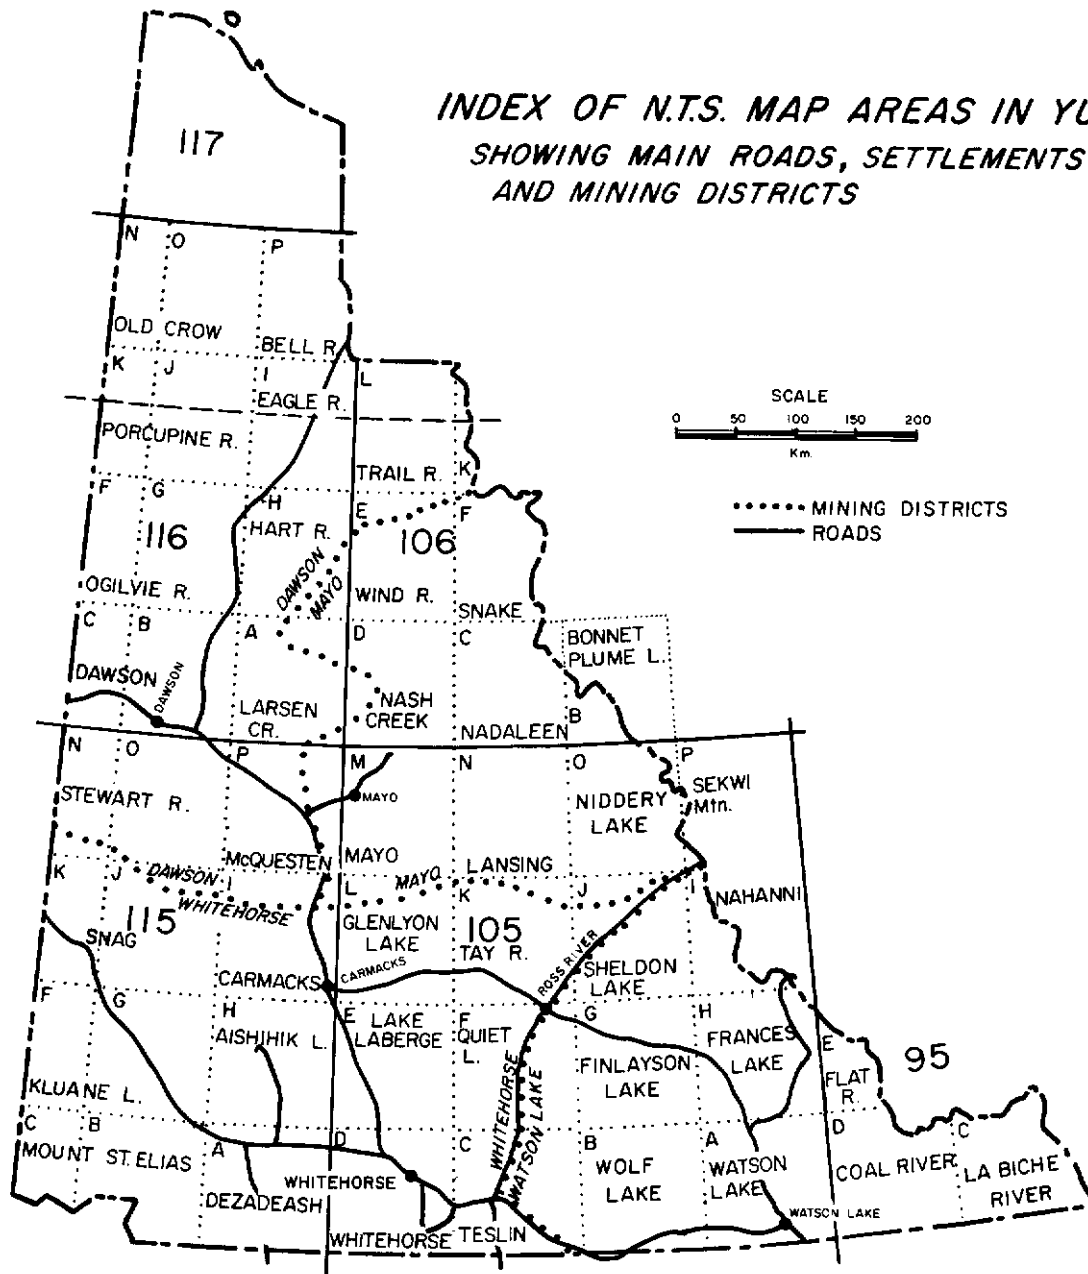 INDEX OF N.T.S. MAP AREAS IN YU
SHOWING MAIN ROADS, SETTLEMENTS
AND MINING DISTRICTS
117
N O P
OLD CROW
BELL R.
K J I L
EAGLE R.
SCALE
0 50 100 150 200
Km.
PORCUPINE R.
TRAIL R.
K
F G H E F
MINING DISTRICTS
ROADS
116
HART R.
106
DAWSON
MAYO
OGILVIE R.
WIND R.
SNAKE
C B A D C
BONNET
PLUME L.
DAWSON
DAWSON
LARSEN
CR.
NASH
CREEK
NADALEEN
B
N O P M N O P
STEWART R.
MAYO
NIDDERY
LAKE
SEKWI
Mtn.
McQUESTEN
MAYO
LANSING
K J I L K J I
DAWSON
MAYO
WHITEHORSE
NAHANNI
115
GLENLYON
LAKE
105
SNAG
TAY R.
ROSS RIVER
SHELDON
LAKE
CARMACKS
CARMACKS
F G H E F G H
AISHIHIK L.
LAKE
LABERGE
QUIET
L.
FRANCES
LAKE
E
95
FINLAYSON
LAKE
FLAT
R.
KLUANE L.
WHITEHORSE
WATSON LAKE
C B A D C B A D C
MOUNT ST. ELIAS
WOLF
LAKE
WATSON
LAKE
COAL RIVER
LA BICHE
RIVER
WHITEHORSE
DEZADEASH
WATSON LAKE
WHITEHORSE
TESLIN